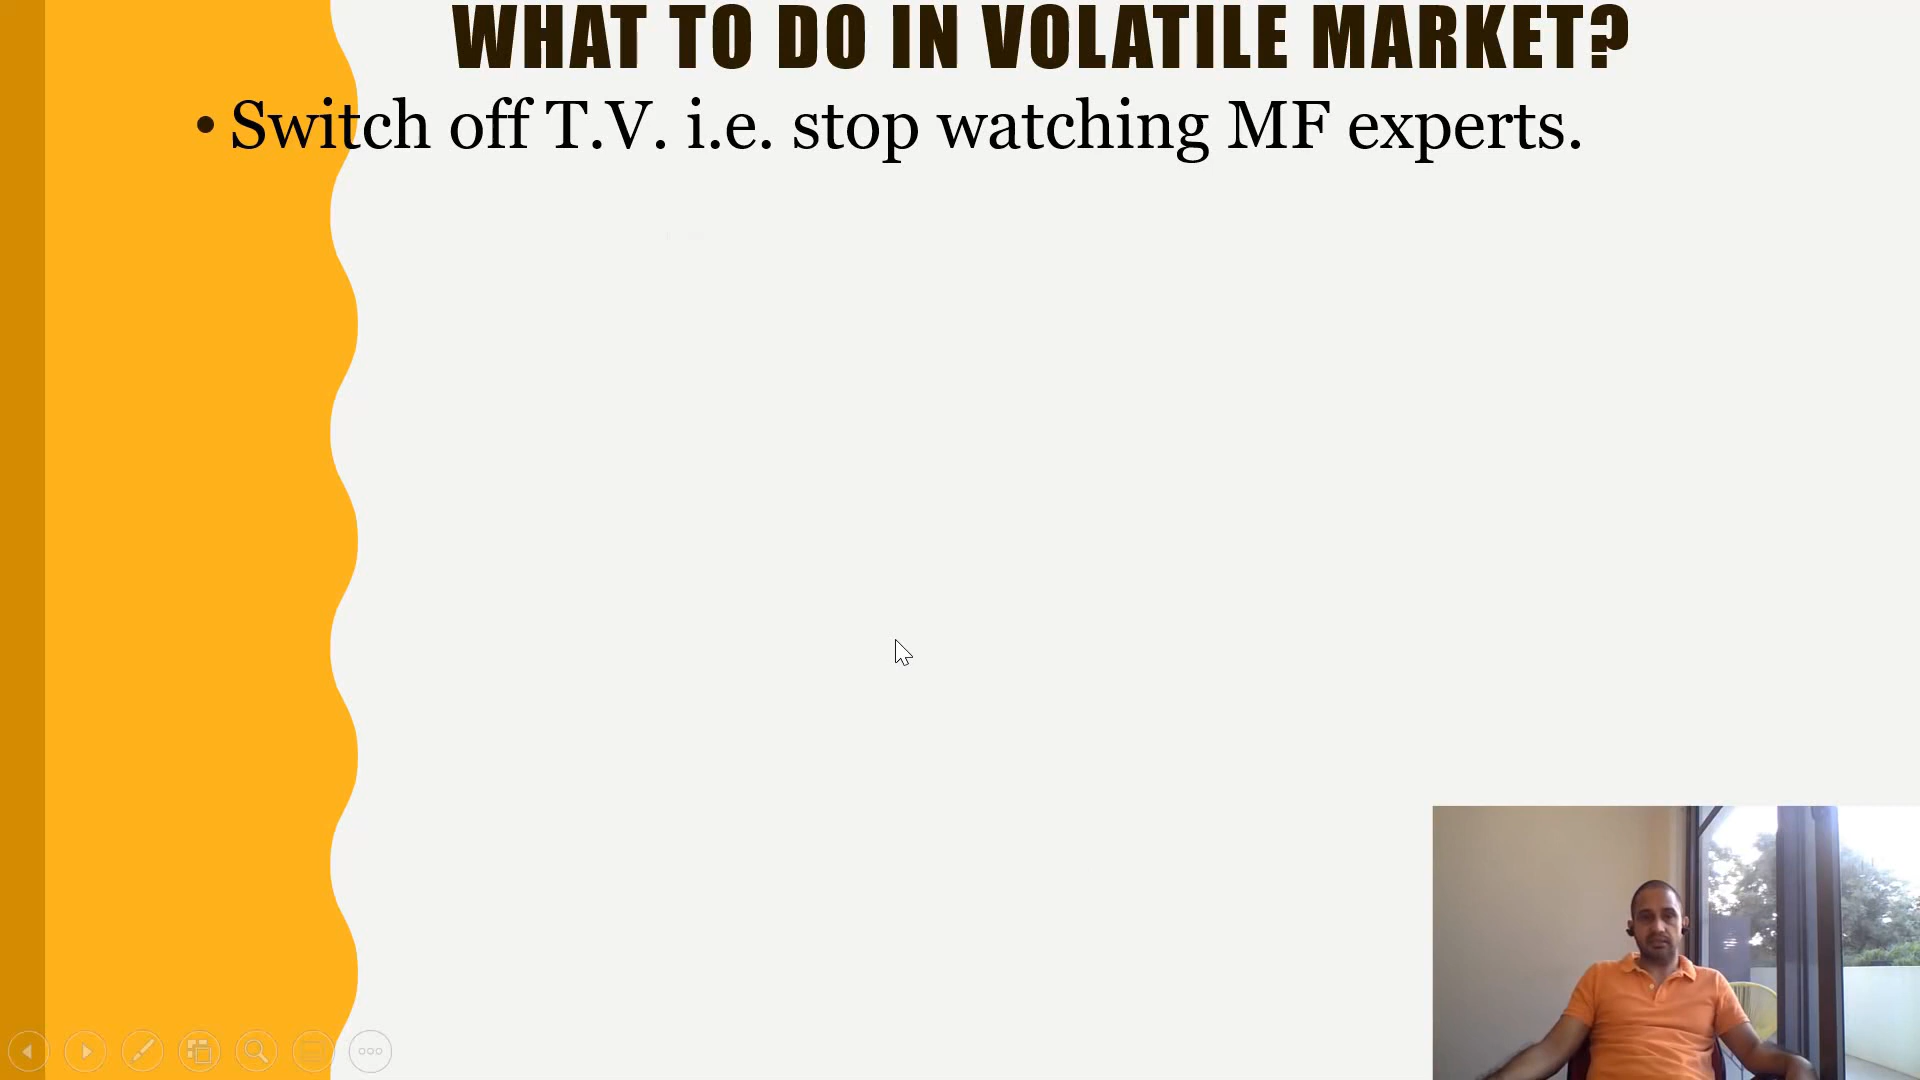 WHAT TO DO IN VOLATILE MARKET?
• Switch off T.V. i.e. stop watching MF experts.